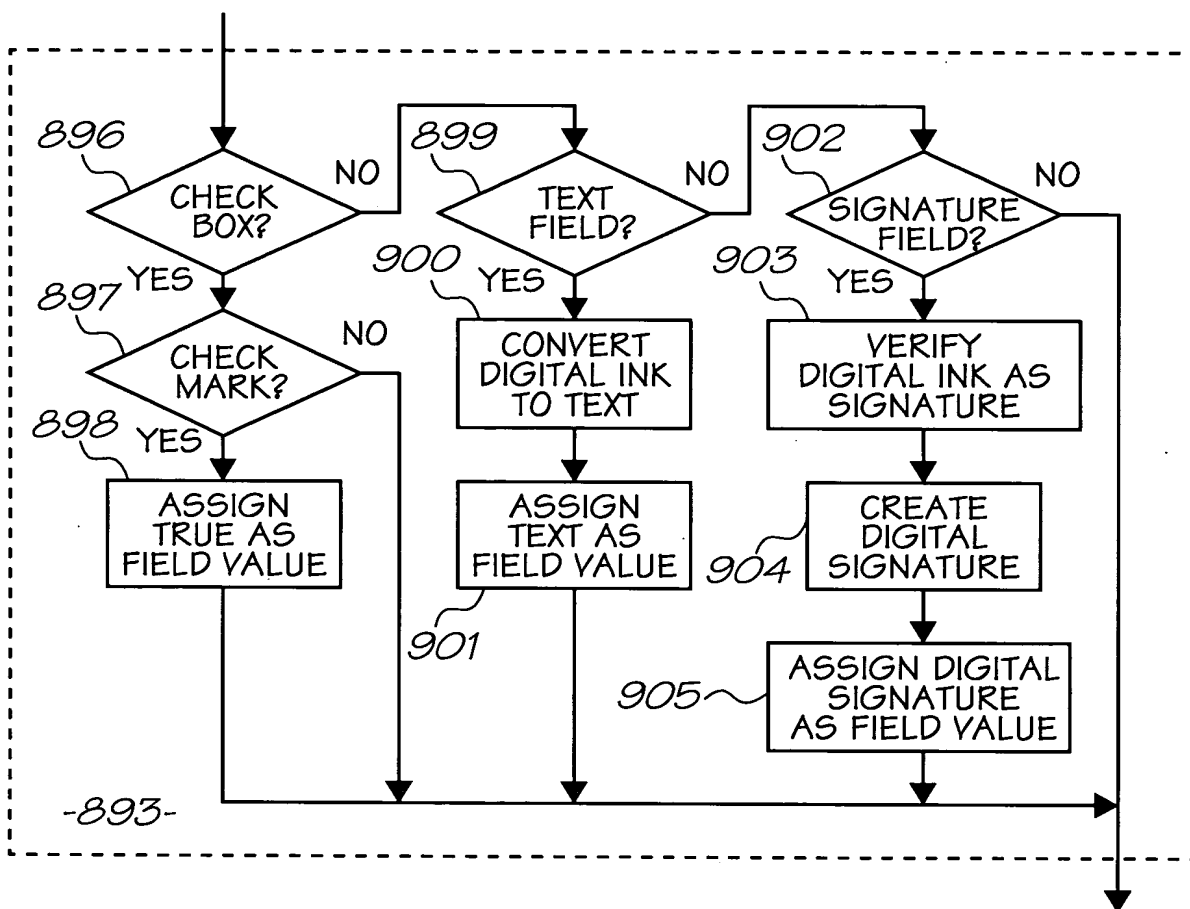 896
CHECK
BOX?
NO
YES
897
CHECK
MARK?
NO
YES
898
ASSIGN
TRUE AS
FIELD VALUE
899
TEXT
FIELD?
NO
YES
900
CONVERT
DIGITAL INK
TO TEXT
ASSIGN
TEXT AS
FIELD VALUE
901
902
SIGNATURE
FIELD?
NO
YES
903
VERIFY
DIGITAL INK AS
SIGNATURE
CREATE
DIGITAL
SIGNATURE
904
905
ASSIGN DIGITAL
SIGNATURE
AS FIELD VALUE
-893-